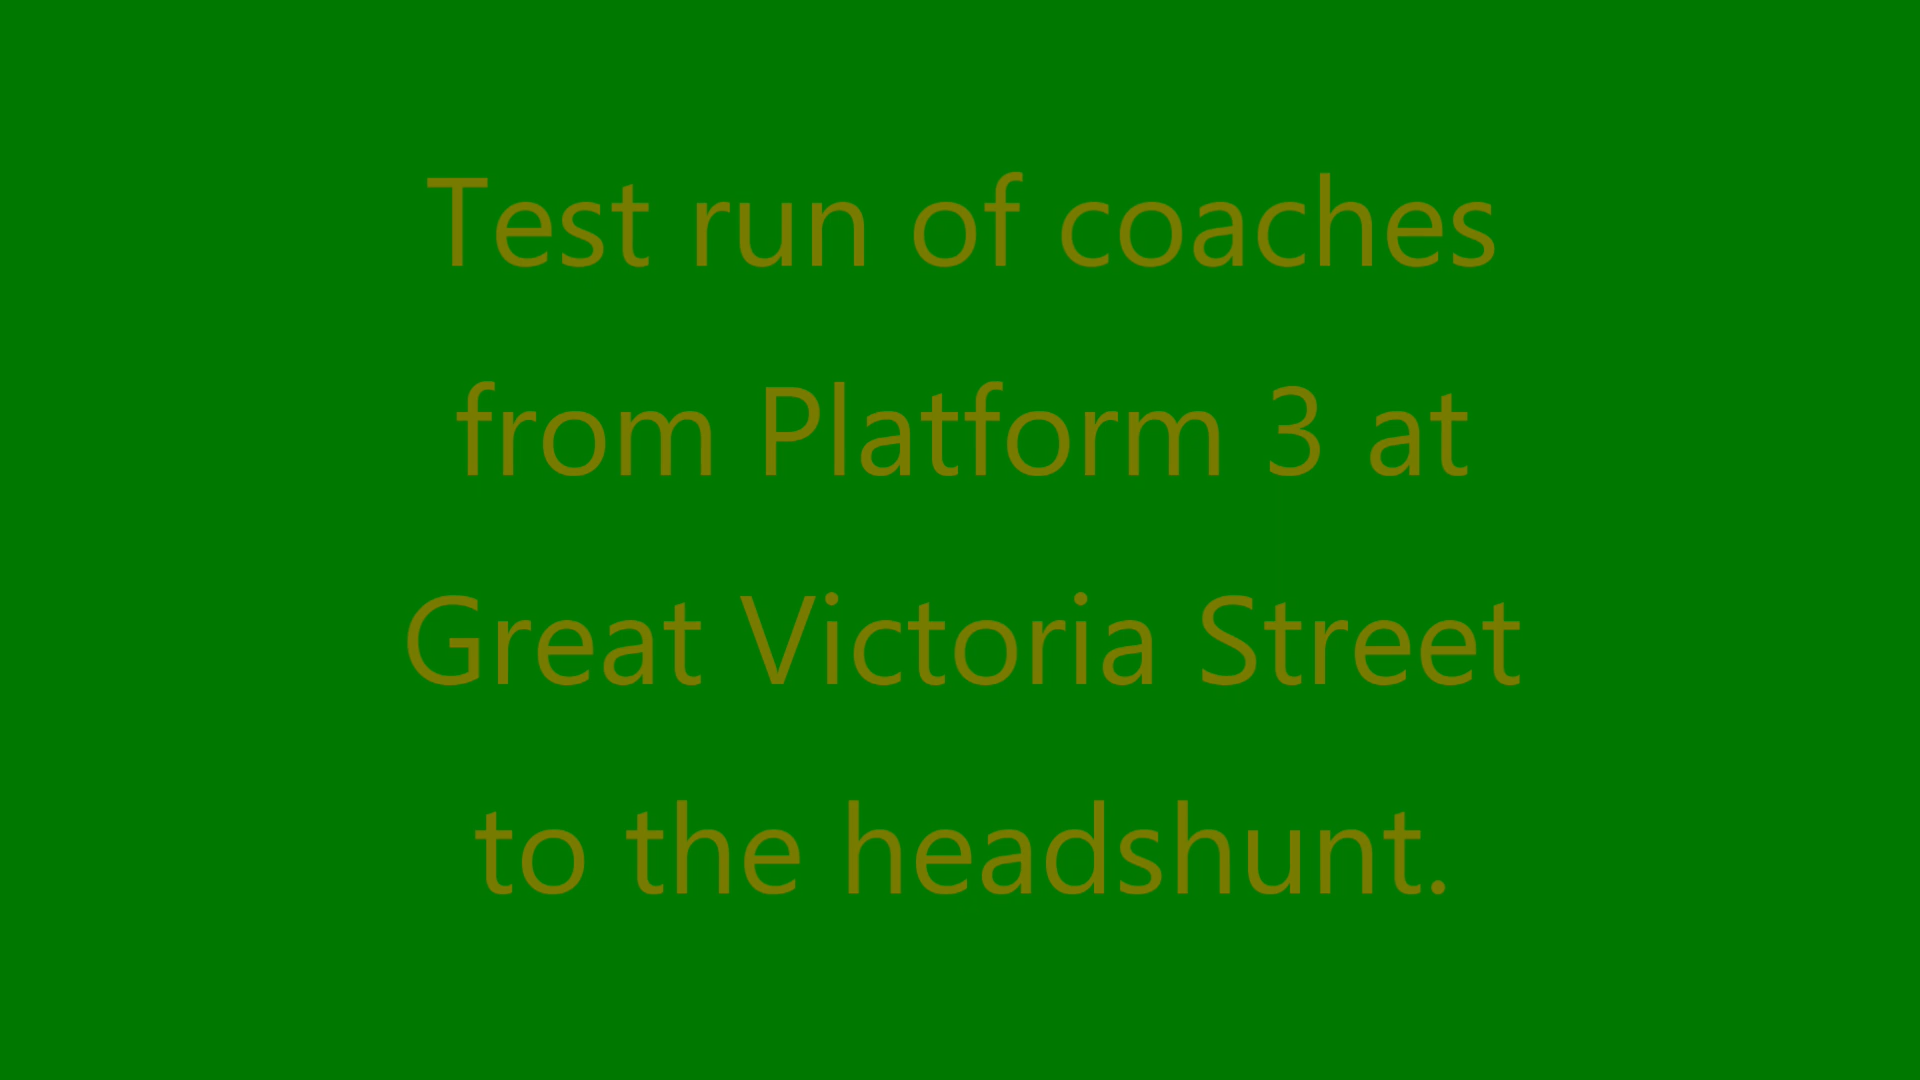 Test run of coaches
from Platform 3 at
Great Victoria Street
to the headshunt.